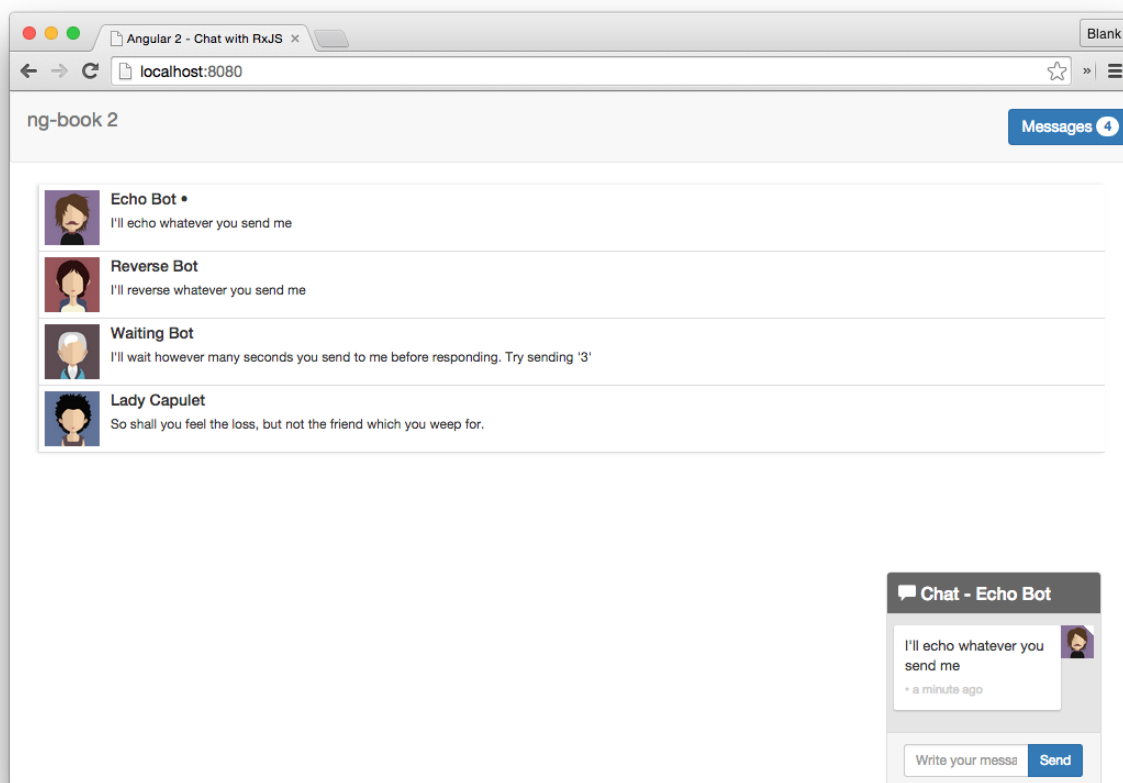 Angular 2 - Chat with RxJS ×
Blank
localhost:8080
»
ng-book 2
Messages 4
Echo Bot •
I'll echo whatever you send me
Reverse Bot
I'll reverse whatever you send me
Waiting Bot
I'll wait however many seconds you send to me before responding. Try sending '3'
Lady Capulet
So shall you feel the loss, but not the friend which you weep for.
Chat - Echo Bot
I'll echo whatever you
send me
• a minute ago
Write your messa
Send